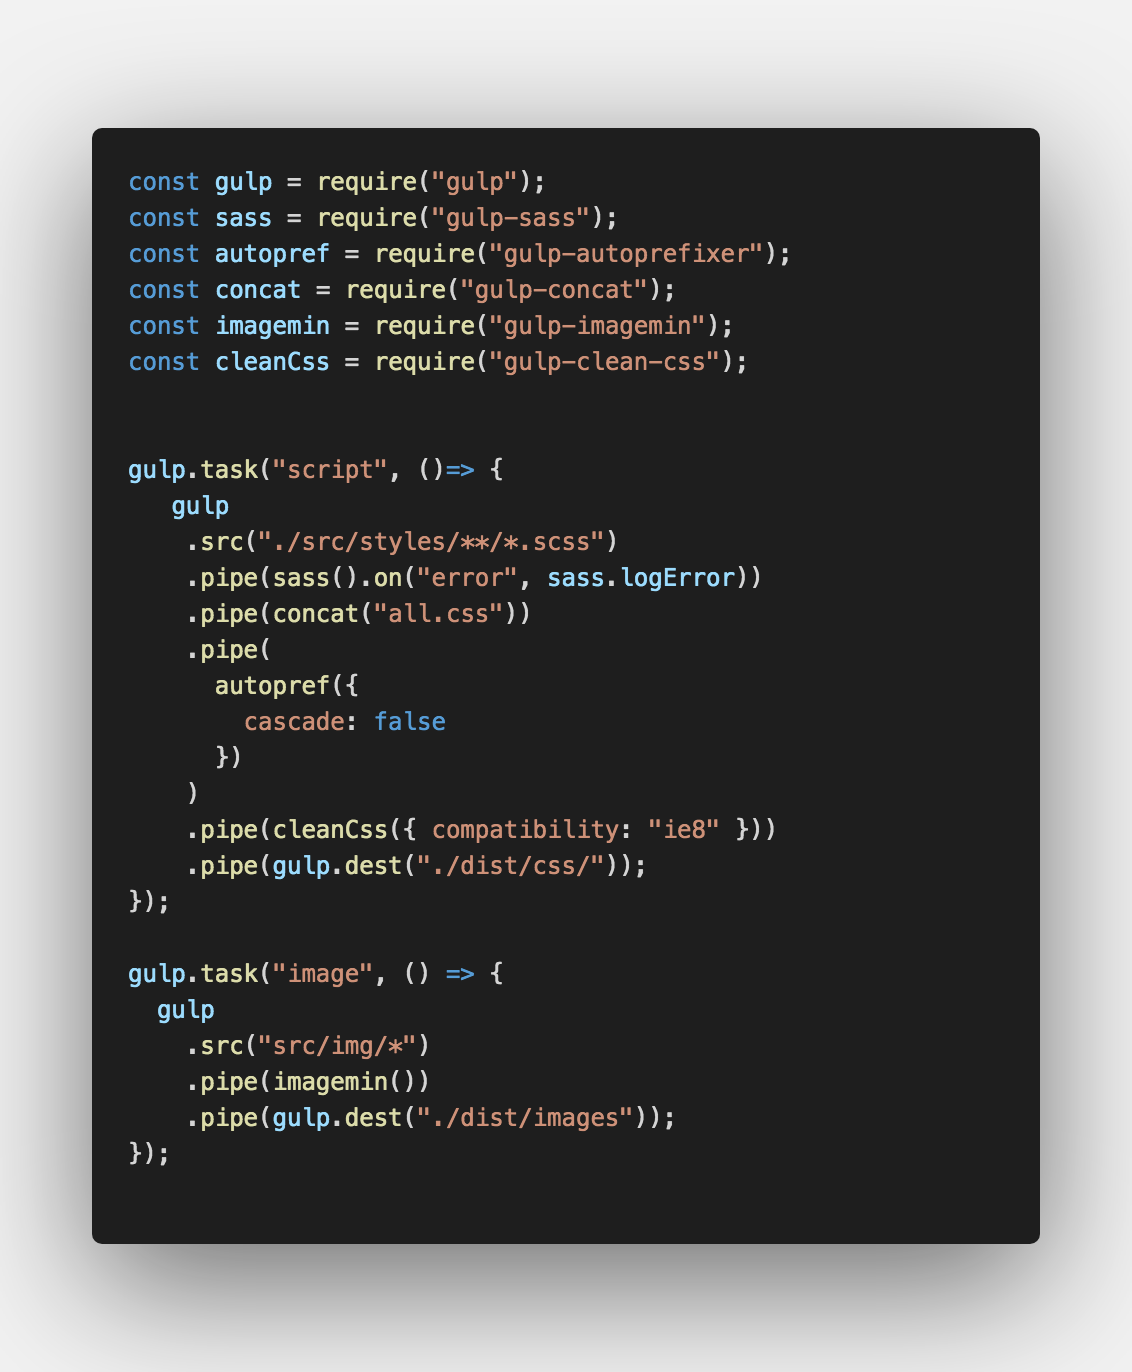 const gulp = require("gulp");
const sass = require("gulp-sass");
const autopref = require("gulp-autoprefixer");
const concat = require("gulp-concat");
const imagemin = require("gulp-imagemin");
const cleanCss = require("gulp-clean-css");
gulp.task("script", ()=> {
   gulp
    .src("./src/styles/**/*.scss")
    .pipe(sass().on("error", sass.logError))
    .pipe(concat("all.css"))
    .pipe(
      autopref({
        cascade: false
      })
    )
    .pipe(cleanCss({ compatibility: "ie8" }))
    .pipe(gulp.dest("./dist/css/"));
});
gulp.task("image", () => {
  gulp
    .src("src/img/*")
    .pipe(imagemin())
    .pipe(gulp.dest("./dist/images"));
});